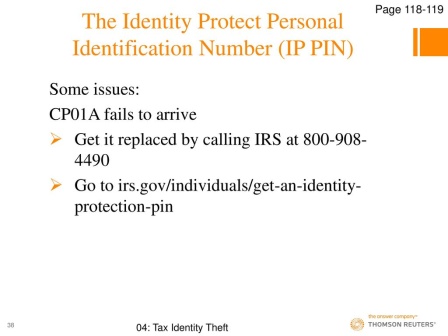 Page 118-119
The Identity Protect Personal
Identification Number (IP PIN)
Some issues:
CP01A fails to arrive
➢ Get it replaced by calling IRS at 800-908-
4490
➢ Go to irs.gov/individuals/get-an-identity-
protection-pin
38
04: Tax Identity Theft
the answer company™
THOMSON REUTERS®